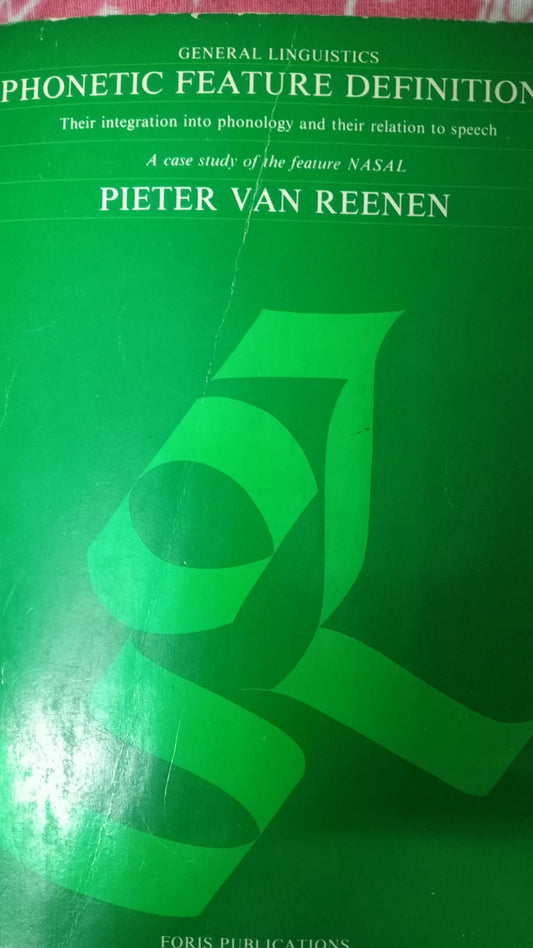 GENERAL LINGUISTICS
PHONETIC FEATURE DEFINITION
Their integration into phonology and their relation to speech
A case study of the feature NASAL
PIETER VAN REENEN
FORIS PUBLICATIONS